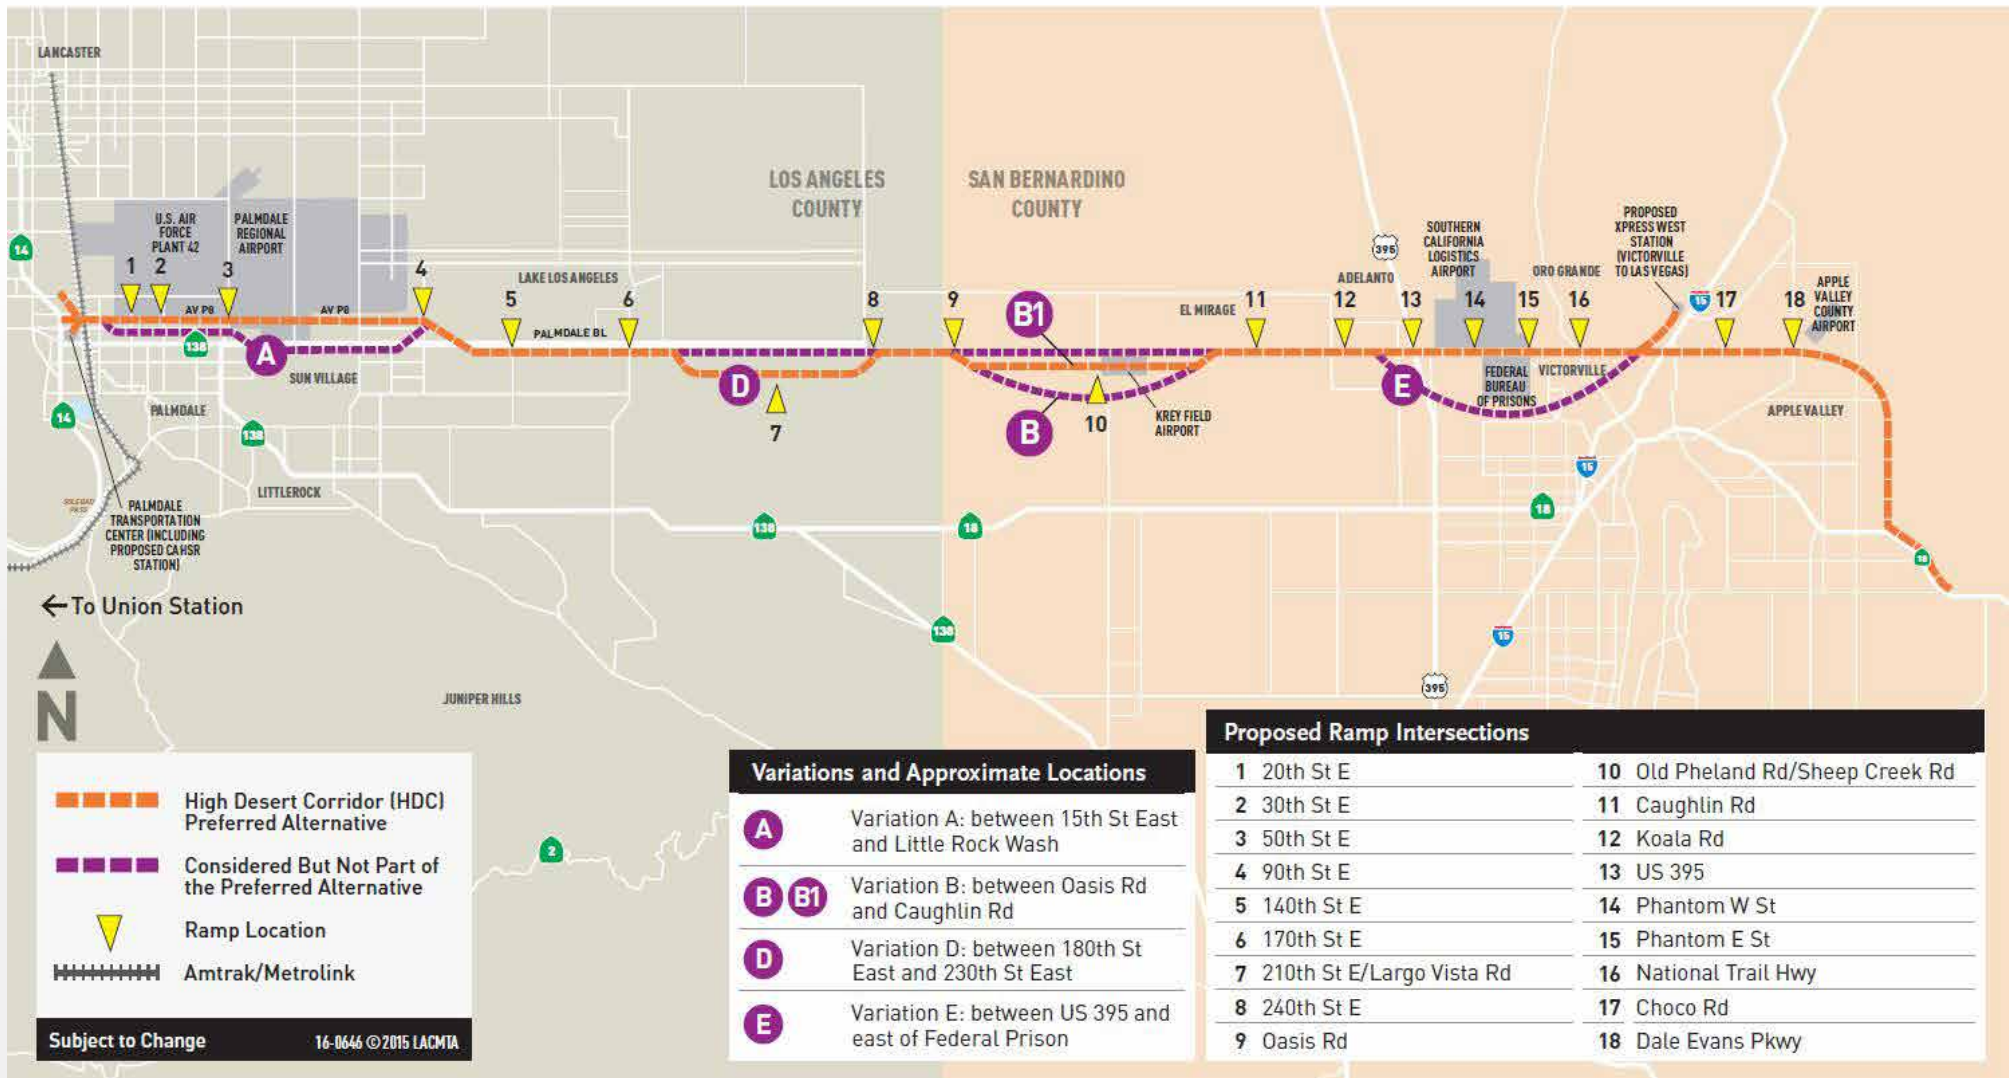 LANCASTER
LOS ANGELES
COUNTY
SAN BERNARDINO
COUNTY
U.S. AIR
FORCE
PLANT 42
PALMDALE
REGIONAL
AIRPORT
14
1
2
3
4
LAKE LOS ANGELES
5
6
8
9
B1
EL MIRAGE
11
395
ADELANTO
12
13
SOUTHERN
CALIFORNIA
LOGISTICS
AIRPORT
14
15
ORO GRANDE
16
PROPOSED
XPRESS WEST
STATION
(VICTORVILLE
TO LAS VEGAS)
15
17
18
APPLE
VALLEY
COUNTY
AIRPORT
AV P8
AV P8
138
A
PALMDALE BL
SUN VILLAGE
D
7
B
10
KREY FIELD
AIRPORT
E
FEDERAL
BUREAU
OF PRISONS
VICTORVILLE
APPLE VALLEY
14
PALMDALE
138
LITTLEROCK
SOLEDAD
PASS
PALMDALE
TRANSPORTATION
CENTER (INCLUDING
PROPOSED CAHSR
STATION)
138
18
18
15
18
138
15
395
←To Union Station
N
JUNIPER HILLS
2
High Desert Corridor (HDC)
Preferred Alternative
Considered But Not Part of
the Preferred Alternative
Ramp Location
Amtrak/Metrolink
Subject to Change
16-0646 ©2015 LACMTA
Variations and Approximate Locations
A Variation A: between 15th St East
and Little Rock Wash
B B1 Variation B: between Oasis Rd
and Caughlin Rd
D Variation D: between 180th St
East and 230th St East
E Variation E: between US 395 and
east of Federal Prison
Proposed Ramp Intersections
1 20th St E
2 30th St E
3 50th St E
4 90th St E
5 140th St E
6 170th St E
7 210th St E/Largo Vista Rd
8 240th St E
9 Oasis Rd
10 Old Pheland Rd/Sheep Creek Rd
11 Caughlin Rd
12 Koala Rd
13 US 395
14 Phantom W St
15 Phantom E St
16 National Trail Hwy
17 Choco Rd
18 Dale Evans Pkwy